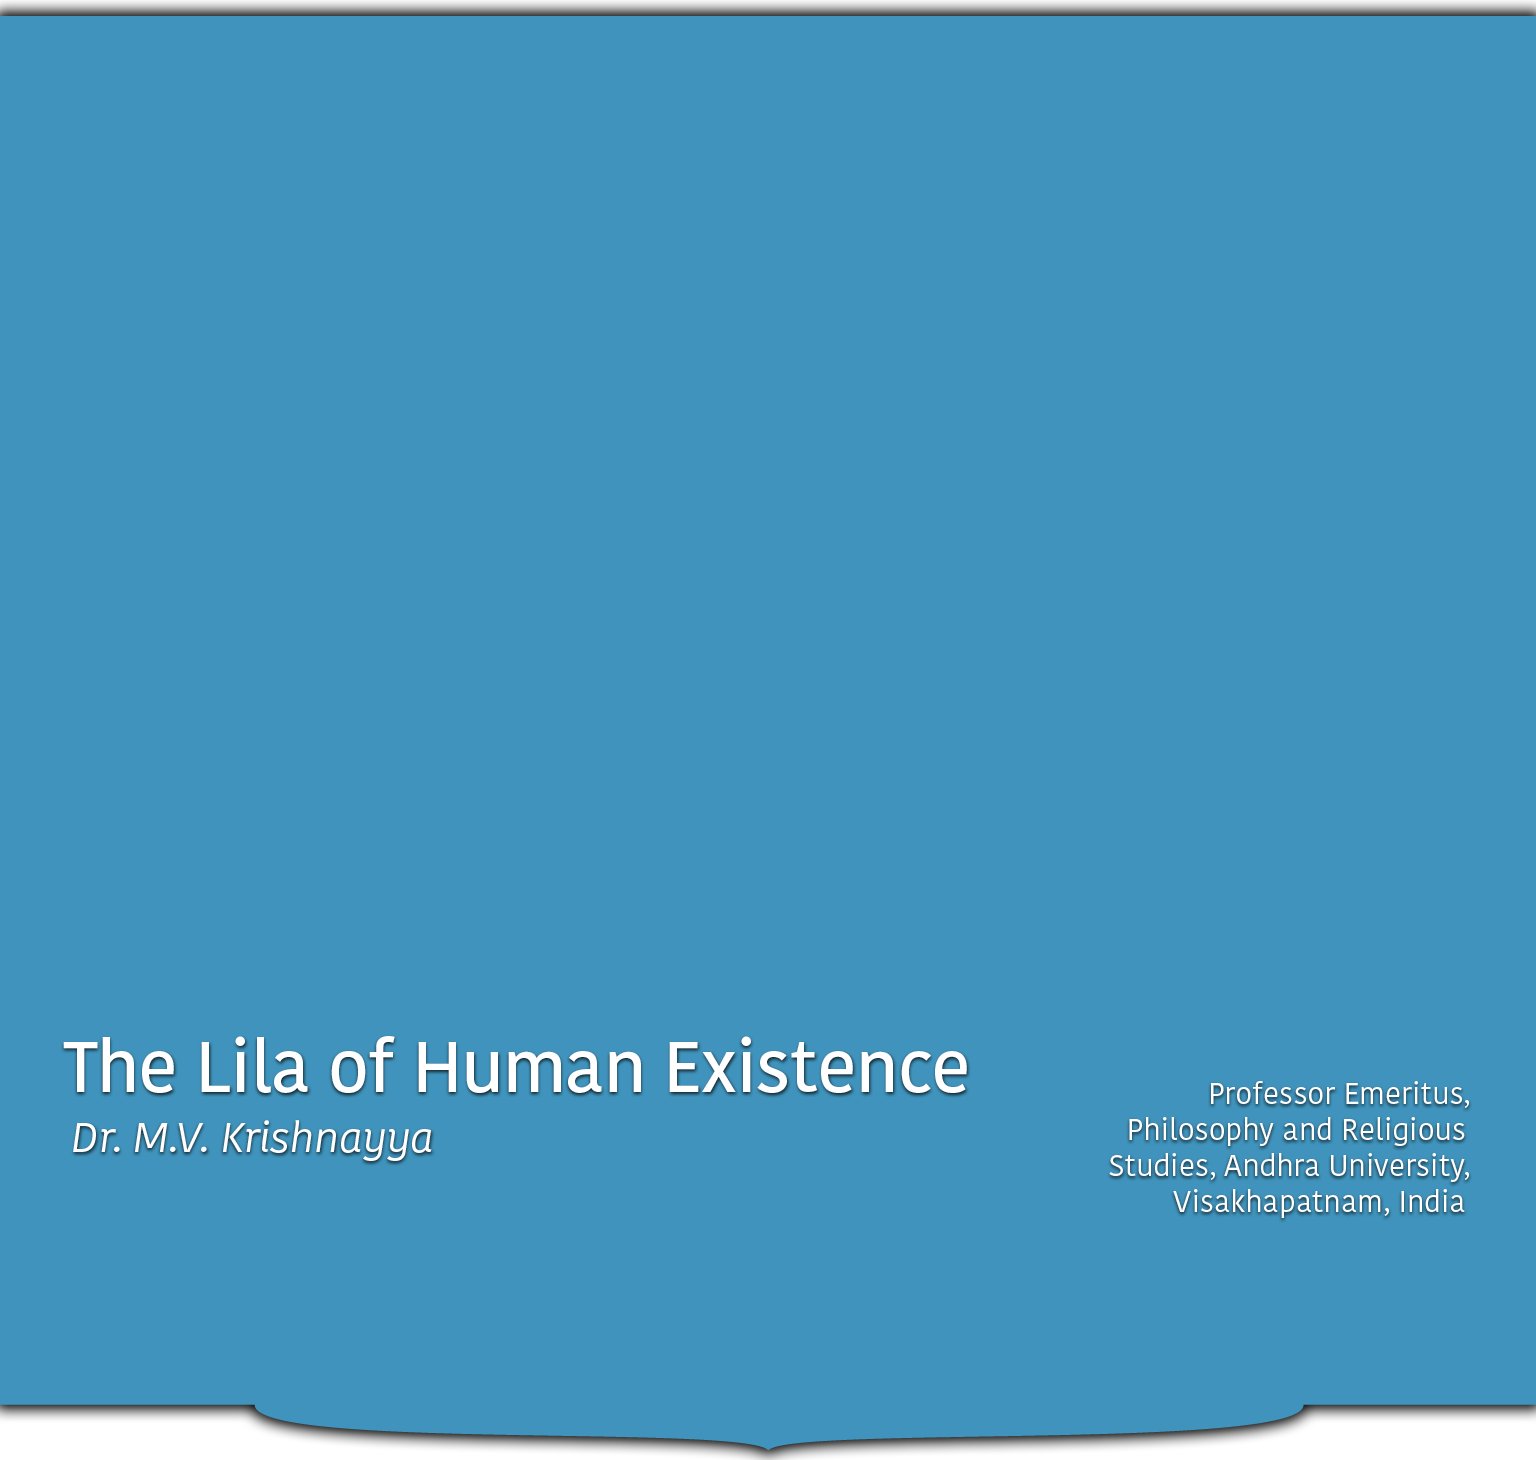 The Lila of Human Existence
Dr. M.V. Krishnayya
Professor Emeritus,
Philosophy and Religious
Studies, Andhra University,
Visakhapatnam, India